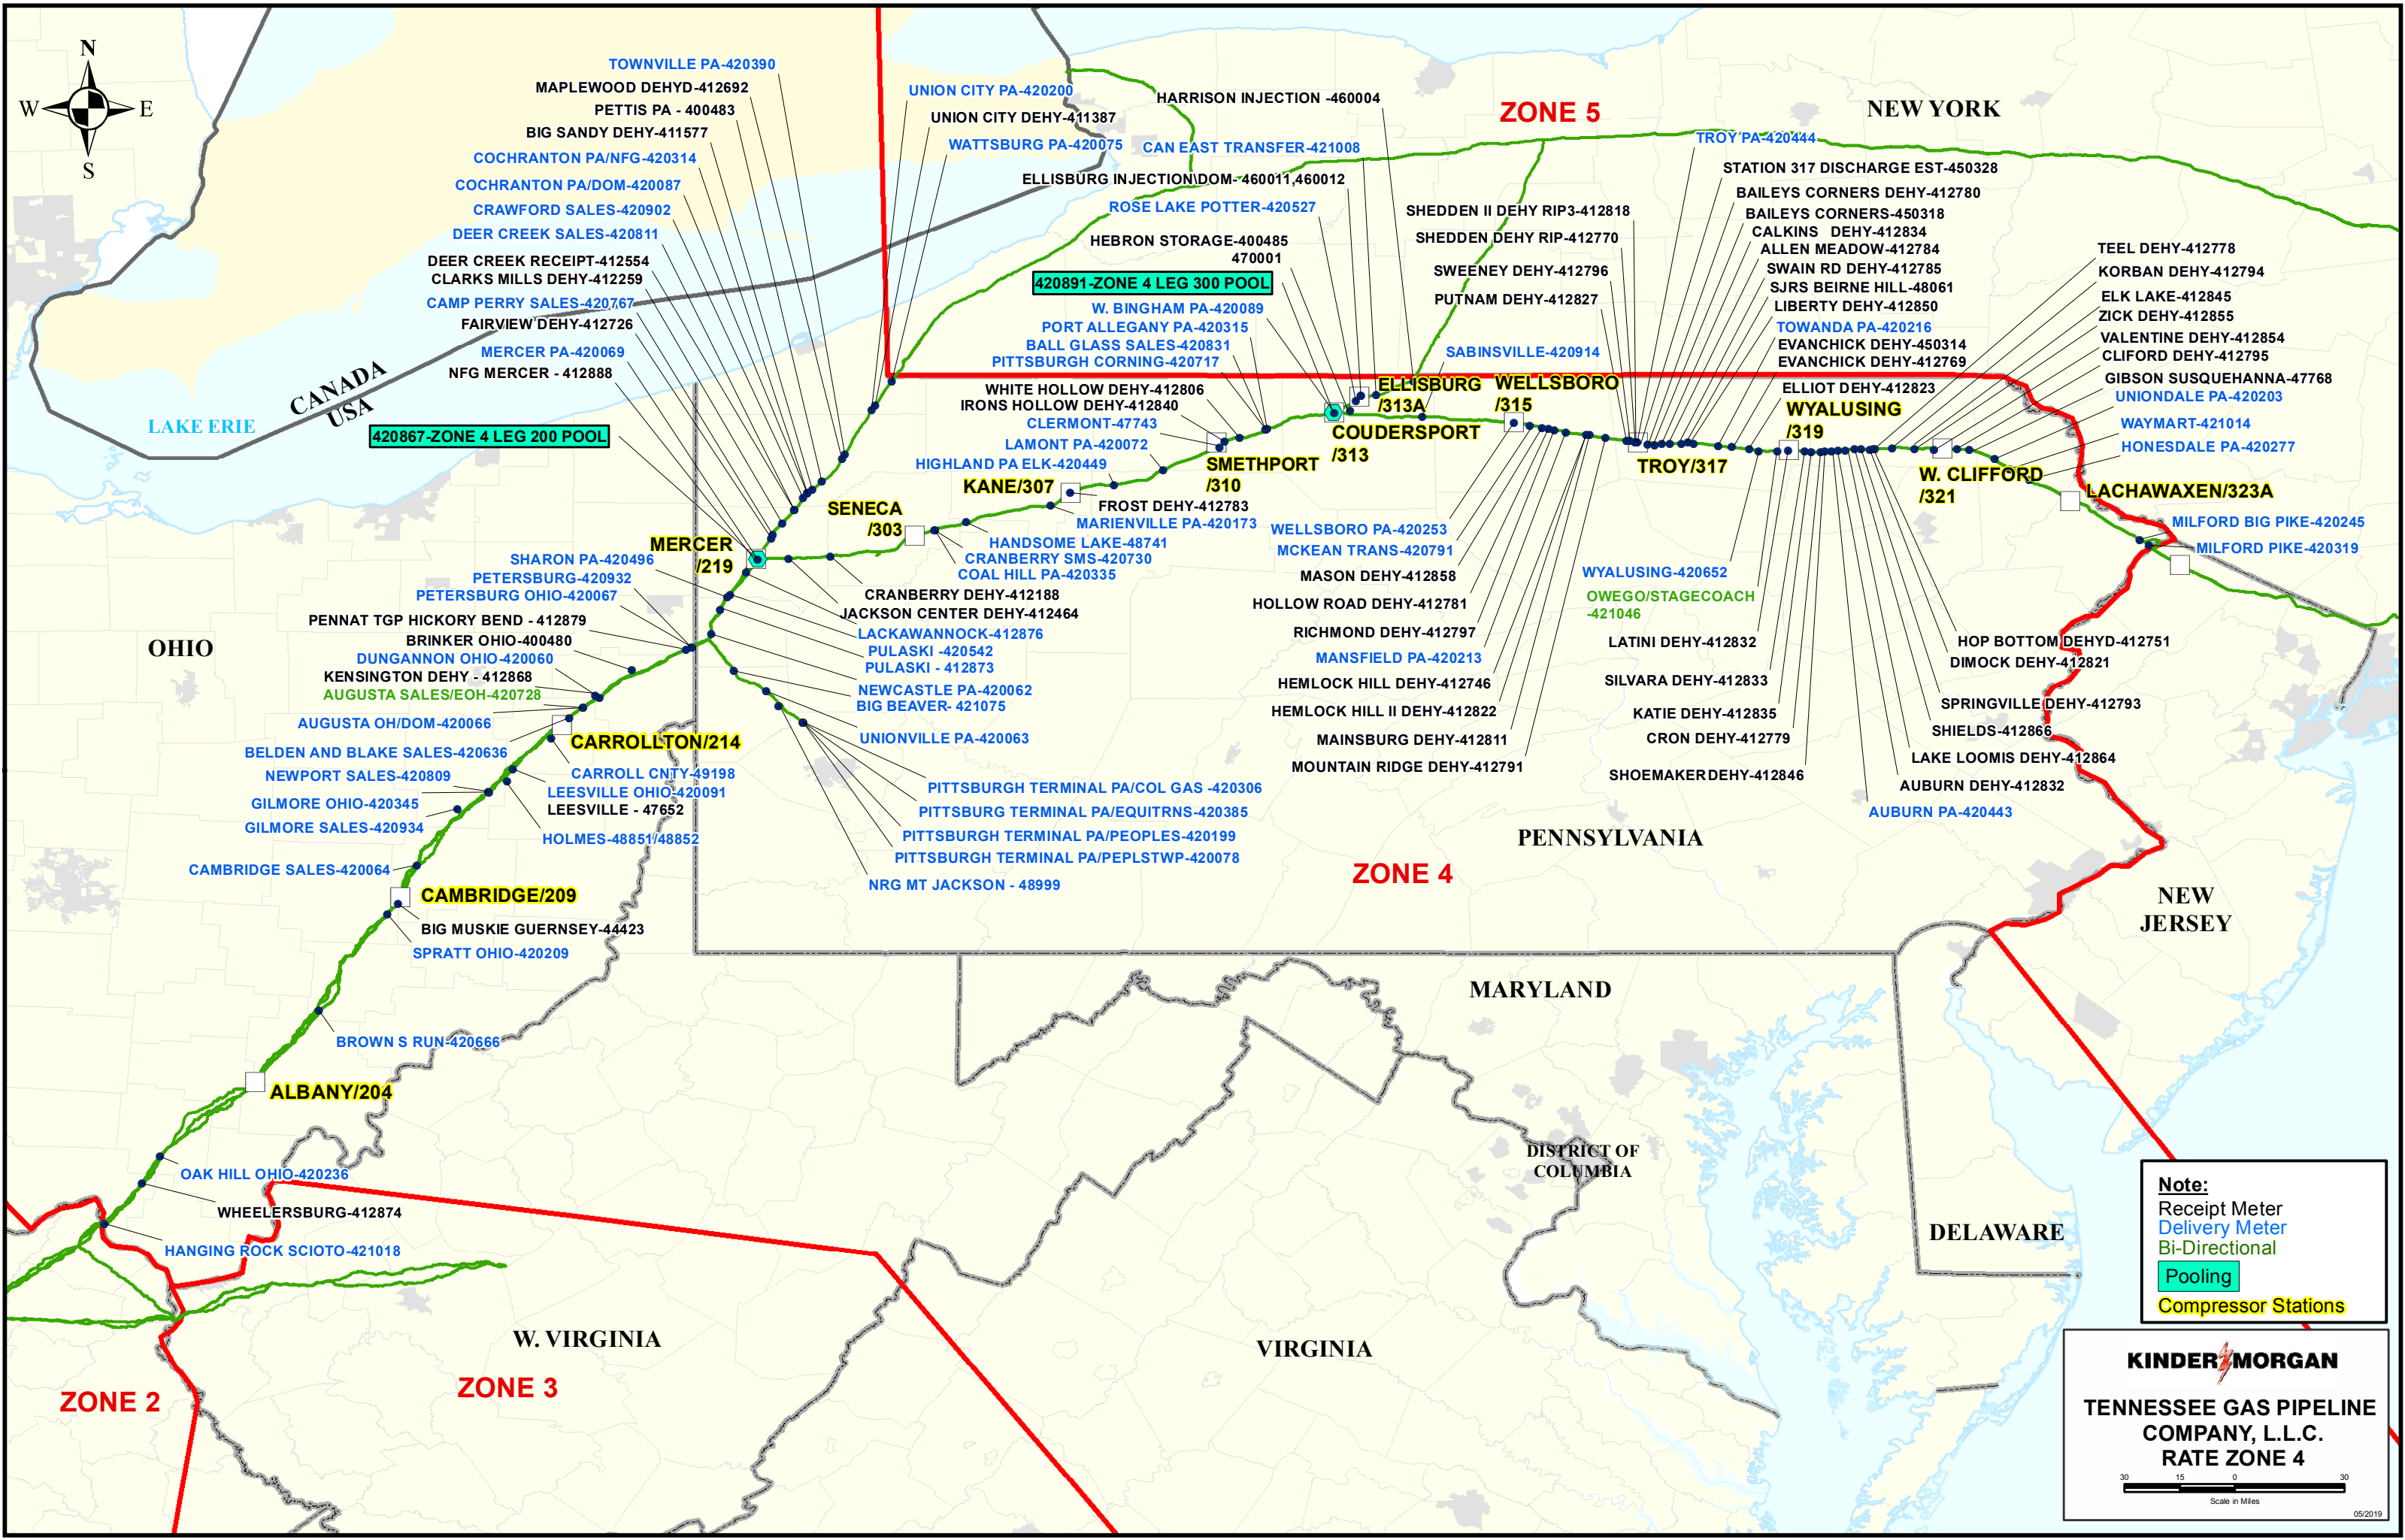 N
W
E
S
TOWNVILLE PA-420390
MAPLEWOOD DEHYD-412692
PETTIS PA - 400483
BIG SANDY DEHY-411577
COCHRANTON PA/NFG-420314
COCHRANTON PA/DOM-420087
CRAWFORD SALES-420902
DEER CREEK SALES-420811
DEER CREEK RECEIPT-412554
CLARKS MILLS DEHY-412259
CAMP PERRY SALES-420767
FAIRVIEW DEHY-412726
MERCER PA-420069
NFG MERCER - 412888
CANADA
USA
LAKE ERIE
420867-ZONE 4 LEG 200 POOL
UNION CITY PA-420200
UNION CITY DEHY-411387
WATTSBURG PA-420075
HARRISON INJECTION -460004
CAN EAST TRANSFER-421008
ELLISBURG INJECTION\DOM- 460011,460012
ROSE LAKE POTTER-420527
HEBRON STORAGE-400485
470001
420891-ZONE 4 LEG 300 POOL
W. BINGHAM PA-420089
PORT ALLEGANY PA-420315
BALL GLASS SALES-420831
PITTSBURGH CORNING-420717
WHITE HOLLOW DEHY-412806
IRONS HOLLOW DEHY-412840
CLERMONT-47743
LAMONT PA-420072
HIGHLAND PA ELK-420449
ZONE 5
NEW YORK
TROY PA-420444
STATION 317 DISCHARGE EST-450328
BAILEYS CORNERS DEHY-412780
BAILEYS CORNERS-450318
CALKINS DEHY-412834
ALLEN MEADOW-412784
SWAIN RD DEHY-412785
SJRS BEIRNE HILL-48061
LIBERTY DEHY-412850
TOWANDA PA-420216
EVANCHICK DEHY-450314
EVANCHICK DEHY-412769
ELLIOT DEHY-412823
SHEDDEN II DEHY RIP3-412818
SHEDDEN DEHY RIP-412770
SWEENEY DEHY-412796
PUTNAM DEHY-412827
SABINSVILLE-420914
TEEL DEHY-412778
KORBAN DEHY-412794
ELK LAKE-412845
ZICK DEHY-412855
VALENTINE DEHY-412854
CLIFORD DEHY-412795
GIBSON SUSQUEHANNA-47768
UNIONDALE PA-420203
WAYMART-421014
HONESDALE PA-420277
ELLISBURG
/313A
WELLSBORO
/315
WYALUSING
/319
COUDERSPORT
/313
SMETHPORT
/310
KANE/307
SENECA
/303
MERCER
/219
TROY/317
W. CLIFFORD
/321
LACHAWAXEN/323A
MILFORD BIG PIKE-420245
MILFORD PIKE-420319
FROST DEHY-412783
MARIENVILLE PA-420173
HANDSOME LAKE-48741
CRANBERRY SMS-420730
COAL HILL PA-420335
CRANBERRY DEHY-412188
JACKSON CENTER DEHY-412464
LACKAWANNOCK-412876
PULASKI -420542
PULASKI - 412873
NEWCASTLE PA-420062
BIG BEAVER- 421075
UNIONVILLE PA-420063
PITTSBURGH TERMINAL PA/COL GAS -420306
PITTSBURG TERMINAL PA/EQUITRNS-420385
PITTSBURGH TERMINAL PA/PEOPLES-420199
PITTSBURGH TERMINAL PA/PEPLSTWP-420078
NRG MT JACKSON - 48999
SHARON PA-420496
PETERSBURG-420932
PETERSBURG OHIO-420067
PENNAT TGP HICKORY BEND - 412879
BRINKER OHIO-400480
DUNGANNON OHIO-420060
KENSINGTON DEHY - 412868
AUGUSTA SALES/EOH-420728
AUGUSTA OH/DOM-420066
BELDEN AND BLAKE SALES-420636
NEWPORT SALES-420809
GILMORE OHIO-420345
GILMORE SALES-420934
CAMBRIDGE SALES-420064
OHIO
CARROLLTON/214
CARROLL CNTY-49198
LEESVILLE OHIO-420091
LEESVILLE - 47652
HOLMES-48851/48852
CAMBRIDGE/209
BIG MUSKIE GUERNSEY-44423
SPRATT OHIO-420209
BROWN S RUN-420666
ALBANY/204
OAK HILL OHIO-420236
WHEELERSBURG-412874
HANGING ROCK SCIOTO-421018
WELLSBORO PA-420253
MCKEAN TRANS-420791
MASON DEHY-412858
HOLLOW ROAD DEHY-412781
RICHMOND DEHY-412797
MANSFIELD PA-420213
HEMLOCK HILL DEHY-412746
HEMLOCK HILL II DEHY-412822
MAINSBURG DEHY-412811
MOUNTAIN RIDGE DEHY-412791
WYALUSING-420652
OWEGO/STAGECOACH
-421046
LATINI DEHY-412832
SILVARA DEHY-412833
KATIE DEHY-412835
CRON DEHY-412779
SHOEMAKER DEHY-412846
HOP BOTTOM DEHYD-412751
DIMOCK DEHY-412821
SPRINGVILLE DEHY-412793
SHIELDS-412866
LAKE LOOMIS DEHY-412864
AUBURN DEHY-412832
AUBURN PA-420443
PENNSYLVANIA
ZONE 4
NEW
JERSEY
MARYLAND
DISTRICT OF
COLUMBIA
DELAWARE
W. VIRGINIA
VIRGINIA
ZONE 2
ZONE 3
Note:
Receipt Meter
Delivery Meter
Bi-Directional
Pooling
Compressor Stations
KINDER MORGAN
TENNESSEE GAS PIPELINE
COMPANY, L.L.C.
RATE ZONE 4
30 15 0 30
Scale in Miles
05/2019